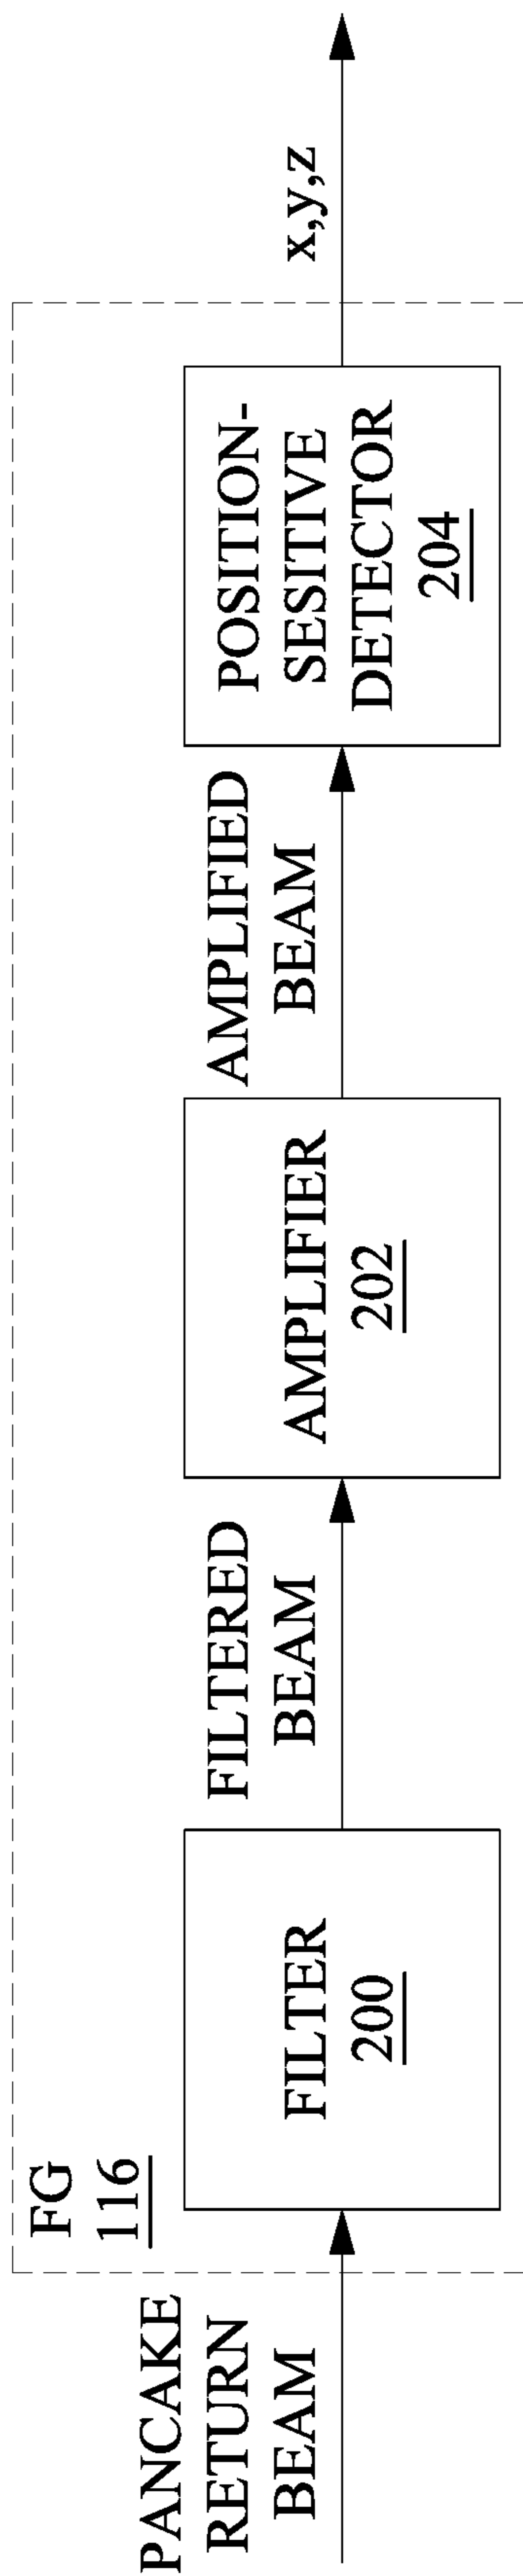 PANCAKE
RETURN
BEAM
FG
116
FILTER
200
FILTERED
BEAM
AMPLIFIER
202
AMPLIFIED
BEAM
POSITION-
SESITIVE
DETECTOR
204
x,y,z